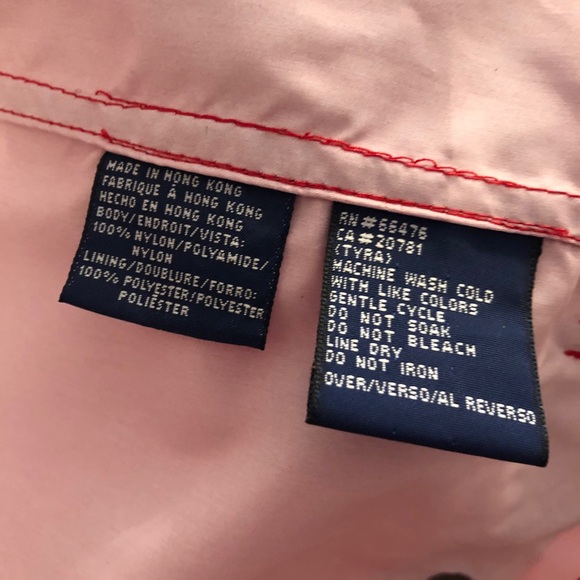 MADE IN HONG KONG
FABRIQUE À HONG KONG
HECHO EN HONG KONG
BODY/ENDROIT/VISTA:
100% NYLON/POLYAMIDE/
NYLON
LINING/DOUBLURE/FORRO:
100% POLYESTER/POLYESTER
POLIÉSTER
RN#66476
CA#20781
(TYRA)
MACHINE WASH COLD
WITH LIKE COLORS
GENTLE CYCLE
DO NOT SOAK
DO NOT BLEACH
LINE DRY
DO NOT IRON
OVER/VERSO/AL REVERSO